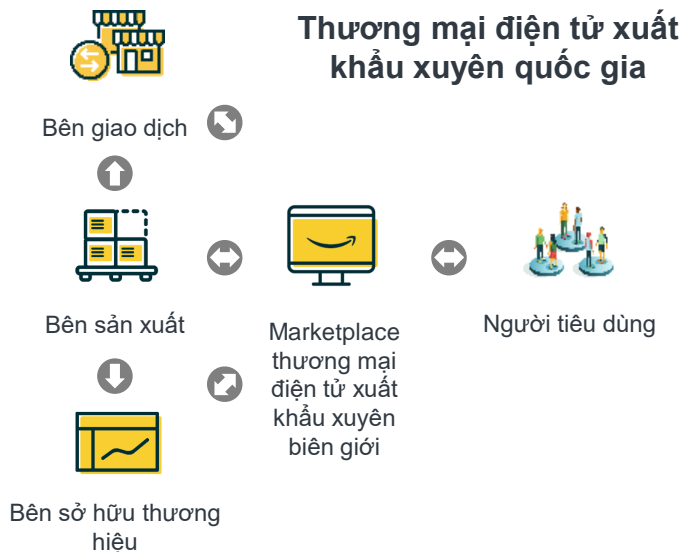 Thương mại điện tử xuất
khẩu xuyên quốc gia
Bên giao dịch
Bên sản xuất
Marketplace
thương mại
điện tử xuất
khẩu xuyên
biên giới
Người tiêu dùng
Bên sở hữu thương
hiệu